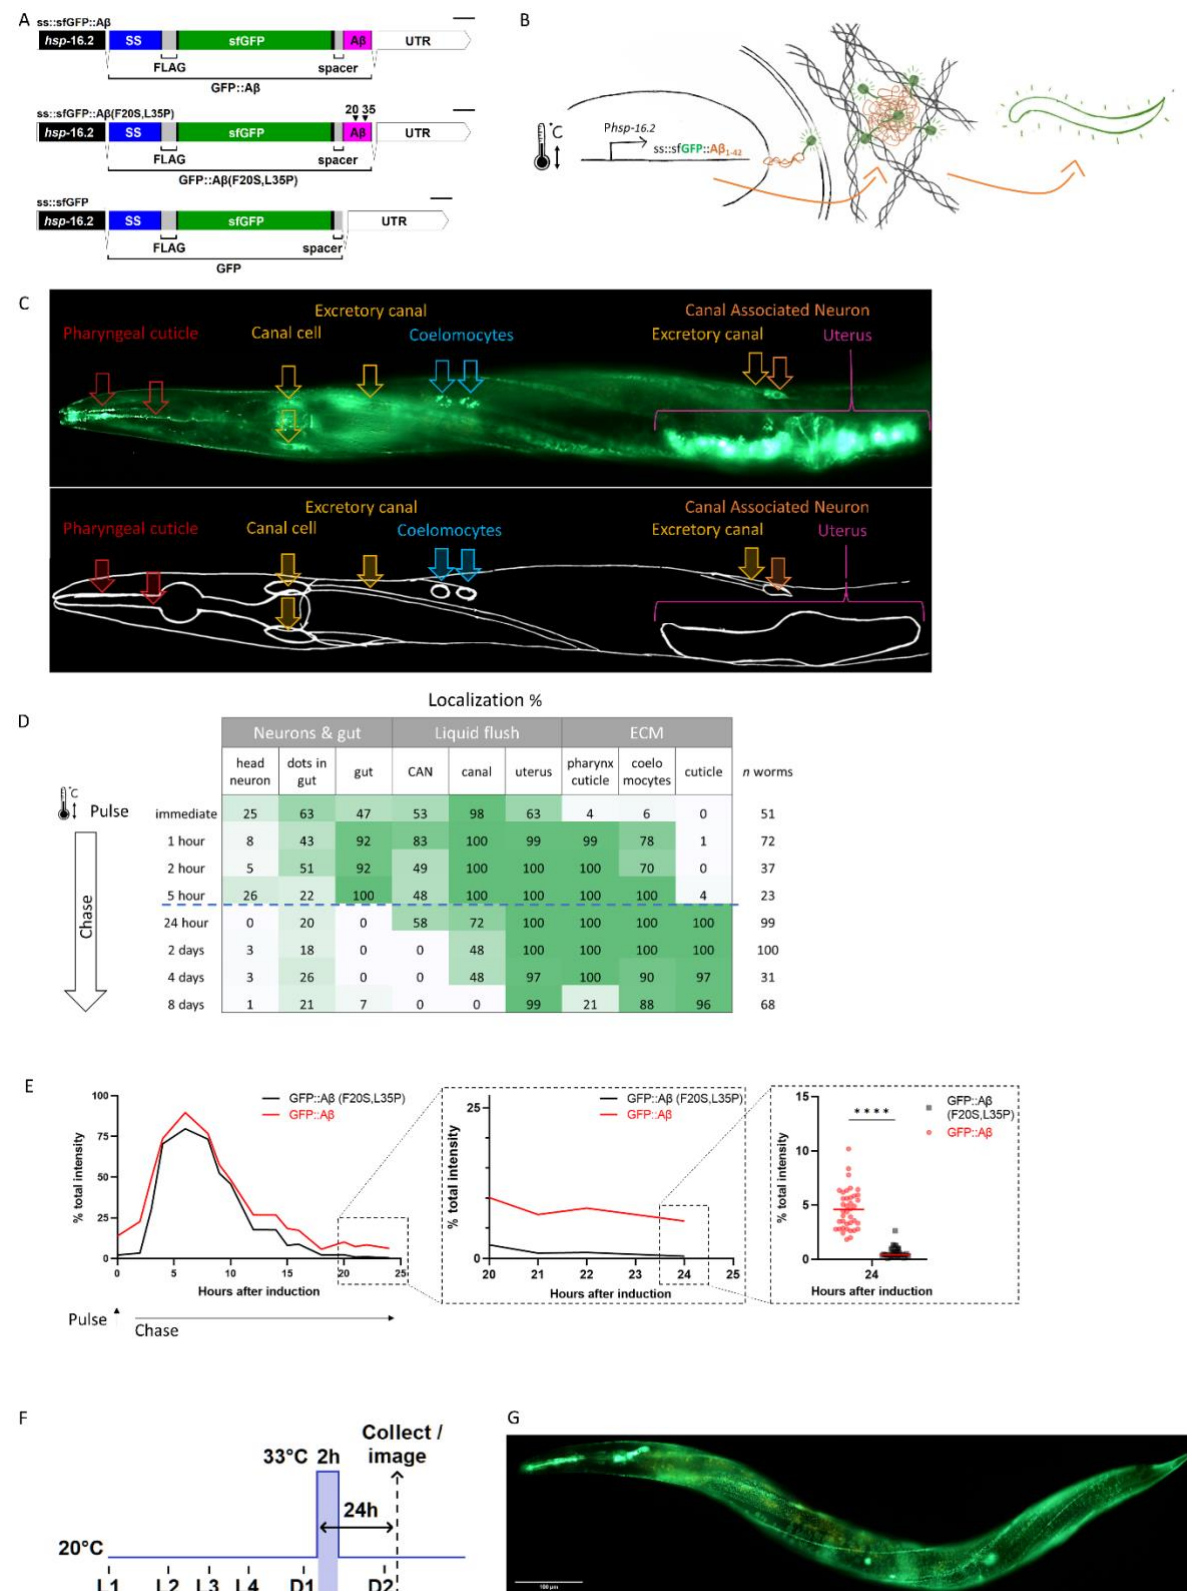 A
ss::sfGFP::Aβ
hsp-16.2 SS sfGFP Aβ UTR
FLAG spacer
GFP::Aβ
ss::sfGFP::Aβ(F20S,L35P) 20 35
hsp-16.2 SS sfGFP Aβ UTR
FLAG spacer
GFP::Aβ(F20S,L35P)
ss::sfGFP
hsp-16.2 SS sfGFP UTR
FLAG spacer
GFP
B
°C
Phsp-16.2
ss::sfGFP::Aβ1-42
C
Excretory canal Canal Associated Neuron
Pharyngeal cuticle Canal cell Coelomocytes Excretory canal Uterus
Excretory canal Canal Associated Neuron
Pharyngeal cuticle Canal cell Coelomocytes Excretory canal Uterus
D
Localization %
Neurons & gut Liquid flush ECM
head neuron dots in gut gut CAN canal uterus pharynx cuticle coelo mocytes cuticle n worms
°C Pulse immediate 25 63 47 53 98 63 4 6 0 51
1 hour 8 43 92 83 100 99 99 78 1 72
2 hour 5 51 92 49 100 100 100 70 0 37
5 hour 26 22 100 48 100 100 100 100 4 23
24 hour 0 20 0 58 72 100 100 100 100 99
2 days 3 18 0 0 48 100 100 100 100 100
4 days 3 26 0 0 48 97 100 90 97 31
8 days 1 21 7 0 0 99 21 88 96 68
Chase
E
% total intensity
100
75
50
25
0
0 5 10 15 20 25
Hours after induction
GFP::Aβ (F20S,L35P)
GFP::Aβ
Pulse
Chase
% total intensity
25
0
20 21 22 23 24 25
Hours after induction
GFP::Aβ (F20S,L35P)
GFP::Aβ
% total intensity
15
10
5
0
****
24
Hours after induction
GFP::Aβ
(F20S,L35P)
GFP::Aβ
F
Collect /
33°C 2h image
24h
20°C
L1 L2 L3 L4 D1 D2
G
100 µm